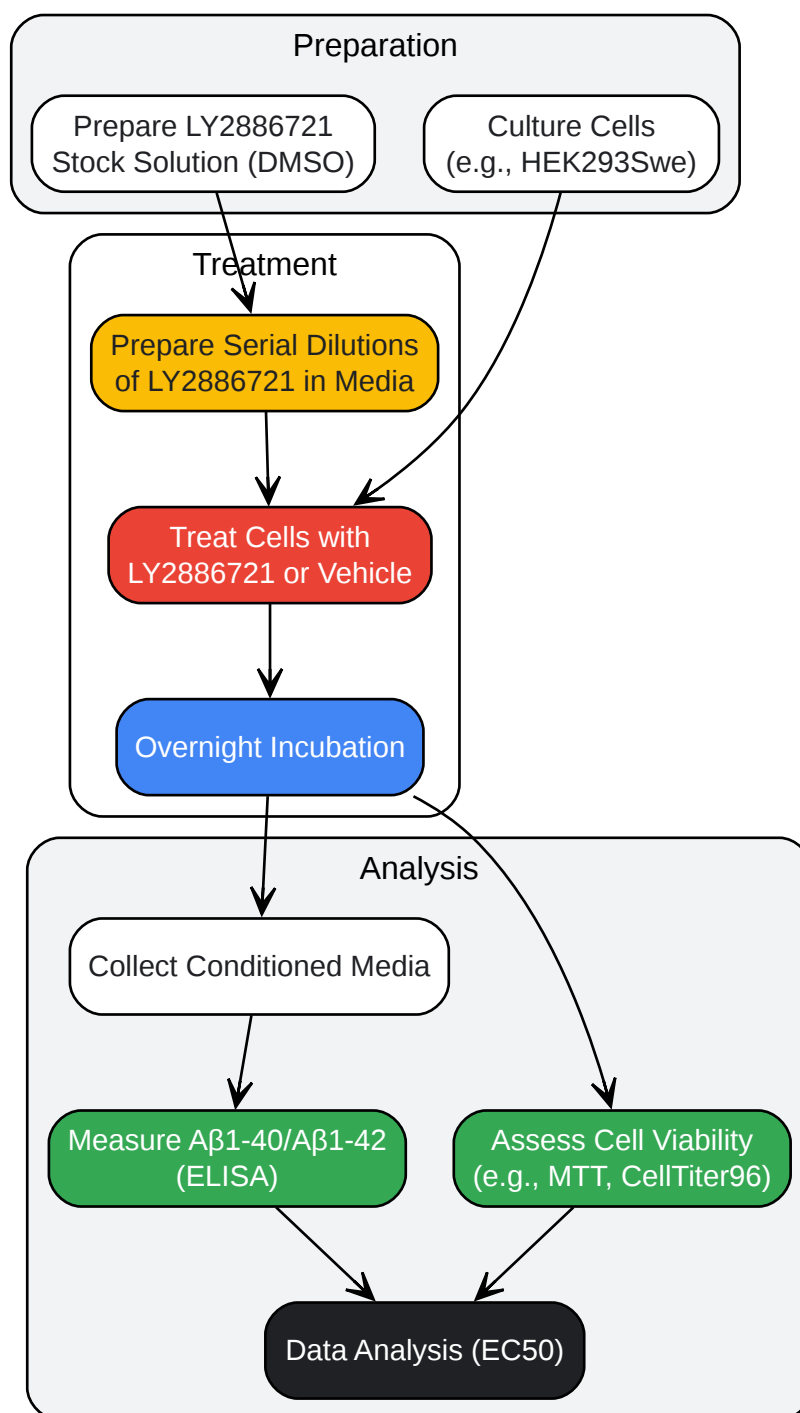 Preparation
Prepare LY2886721
Stock Solution (DMSO)
Culture Cells
(e.g., HEK293Swe)
Treatment
Prepare Serial Dilutions
of LY2886721 in Media
Treat Cells with
LY2886721 or Vehicle
Overnight Incubation
Analysis
Collect Conditioned Media
Measure Aβ1-40/Aβ1-42
(ELISA)
Assess Cell Viability
(e.g., MTT, CellTiter96)
Data Analysis (EC50)